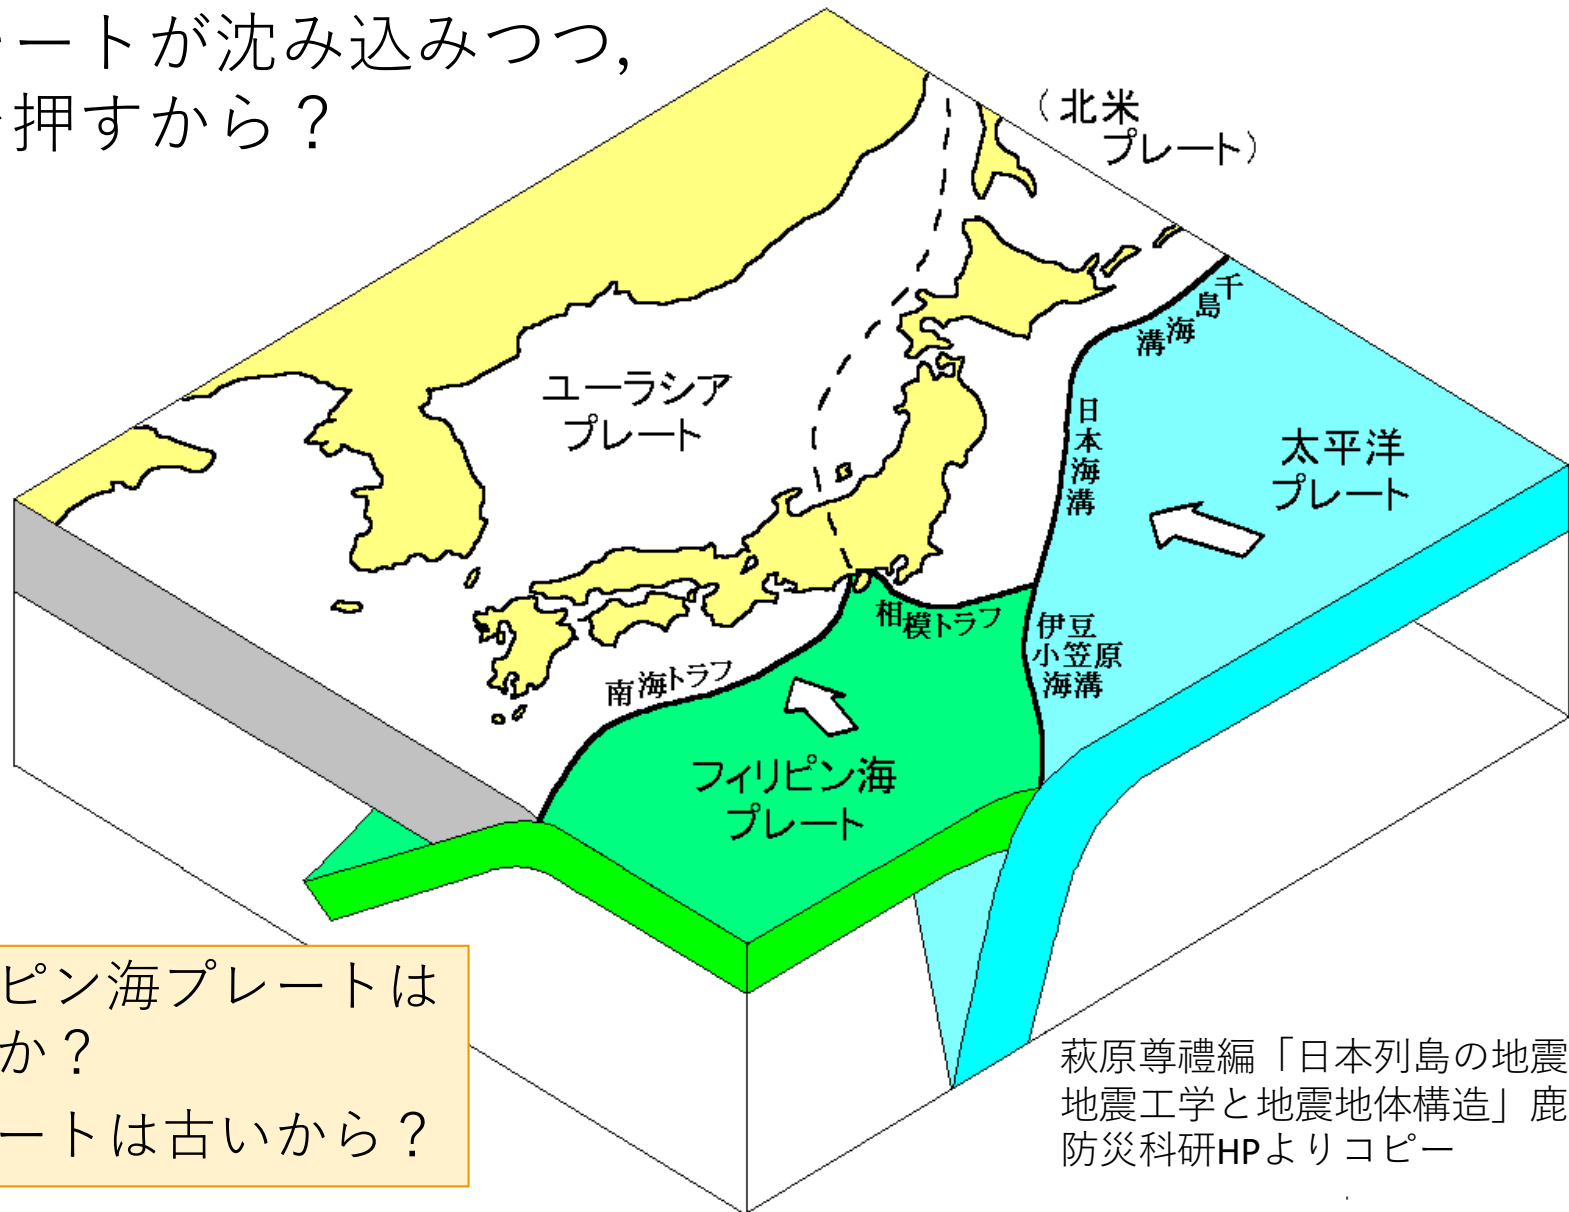 ートが沈み込みつつ,
押すから？
（北米
プレート）
千島海溝
ユーラシア
プレート
日本海溝
太平洋
プレート
相模トラフ
伊豆
小笠原
海溝
南海トラフ
フィリピン海
プレート
ピン海プレートは
か？
ートは古いから？
萩原尊禮編「日本列島の地震
地震工学と地震地体構造」鹿
防災科研HPよりコピー